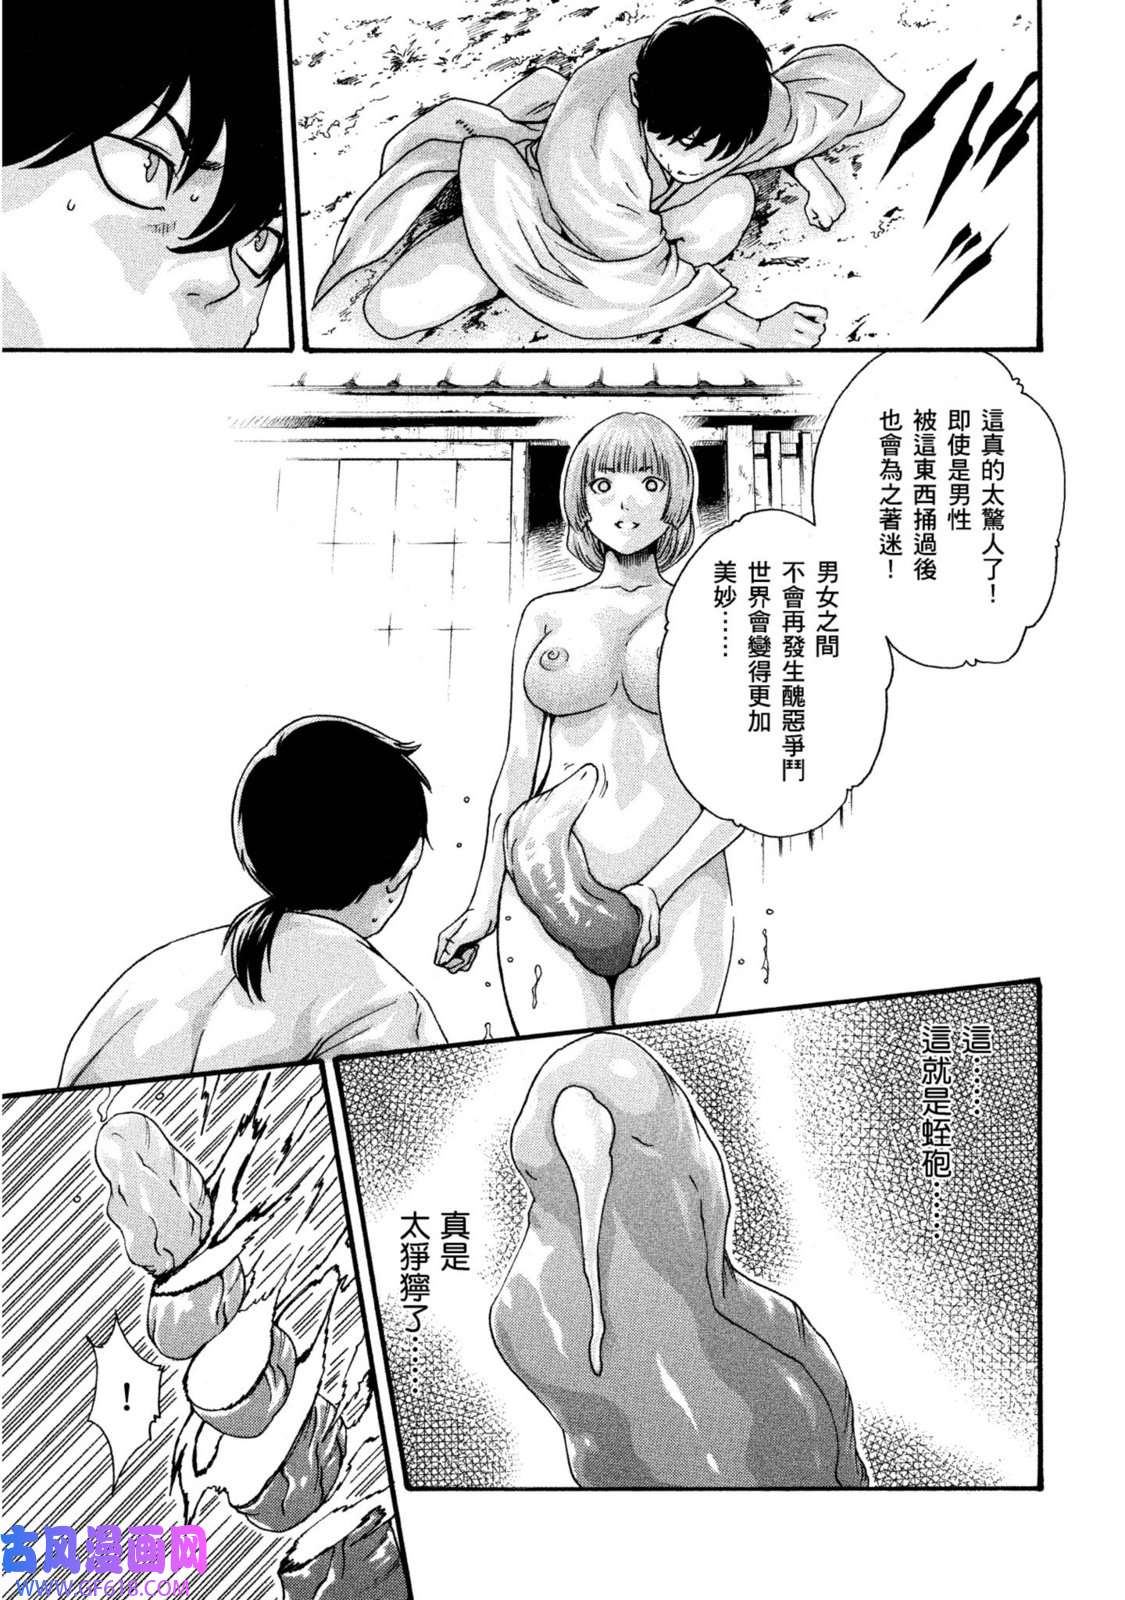 這真的太驚人了！
即使是男性
被這東西捅過後
也會為之著迷！
男女之間
不會再發生醜惡爭鬥
世界會變得更加
美妙……
這……
這就是蛭砲……
真是
太猙獰了……
！
古风漫画网
WWW.GF618.COM